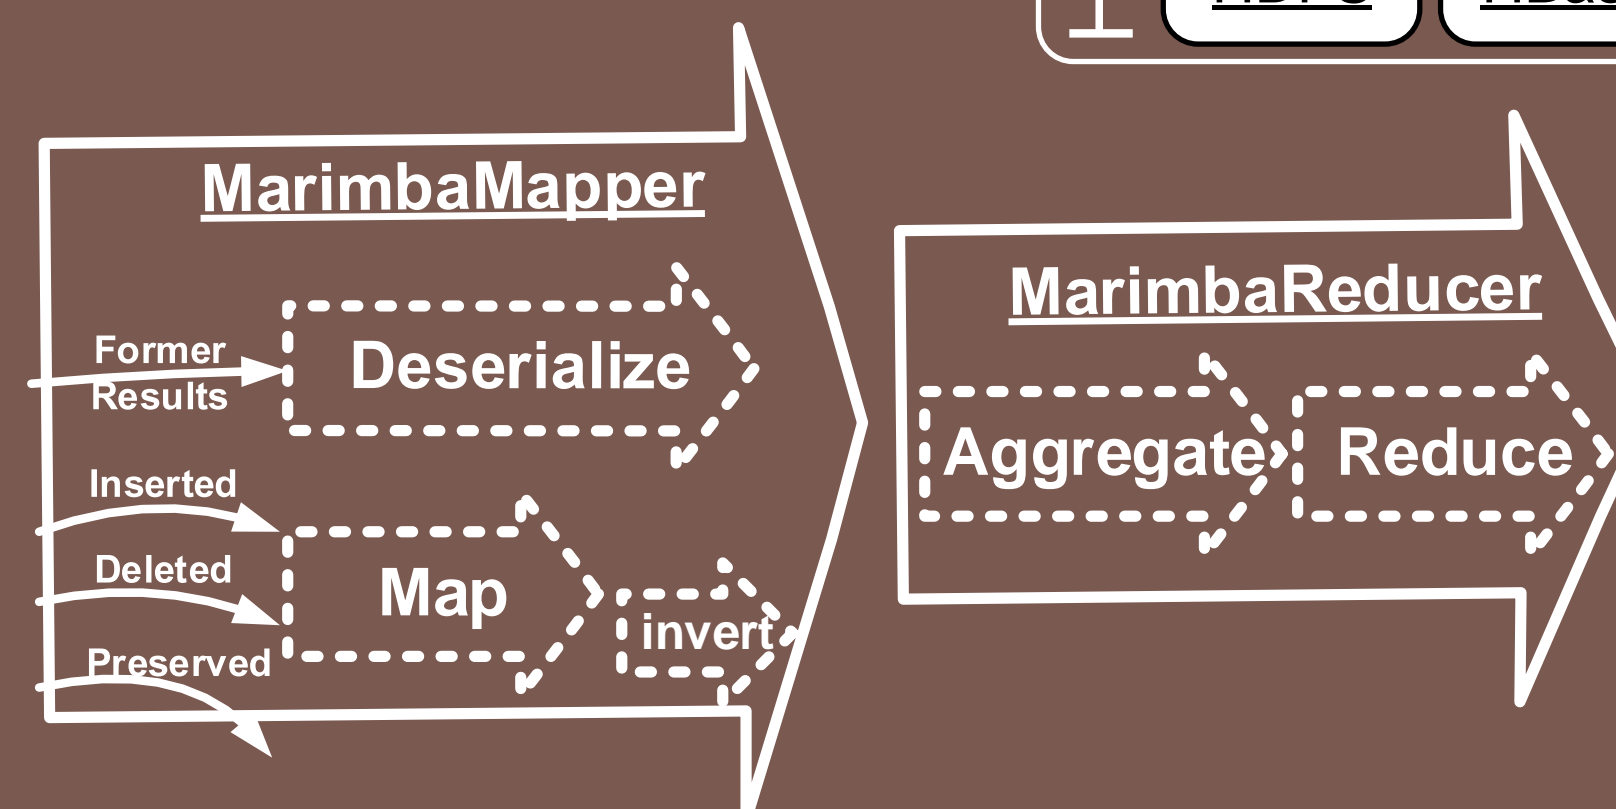 MarimbaMapper
Former
Results
Deserialize
Inserted
Deleted
Preserved
Map
invert
MarimbaReducer
Aggregate
Reduce